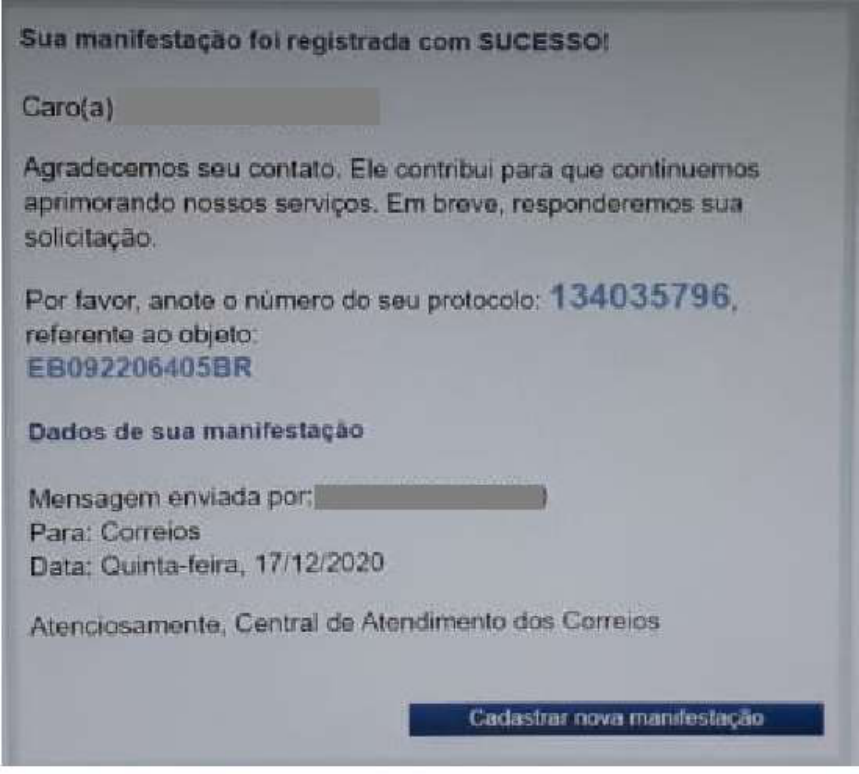 Sua manifestação foi registrada com SUCESSO!
Caro(a)
Agradecemos seu contato. Ele contribui para que continuemos
aprimorando nossos serviços. Em breve, responderemos sua
solicitação.
Por favor, anote o número do seu protocolo: 134035796,
referente ao objeto:
EB092206405BR
Dados de sua manifestação
Mensagem enviada por:
Para: Correios
Data: Quinta-feira, 17/12/2020
Atenciosamente, Central de Atendimento dos Correios
Cadastrar nova manifestação